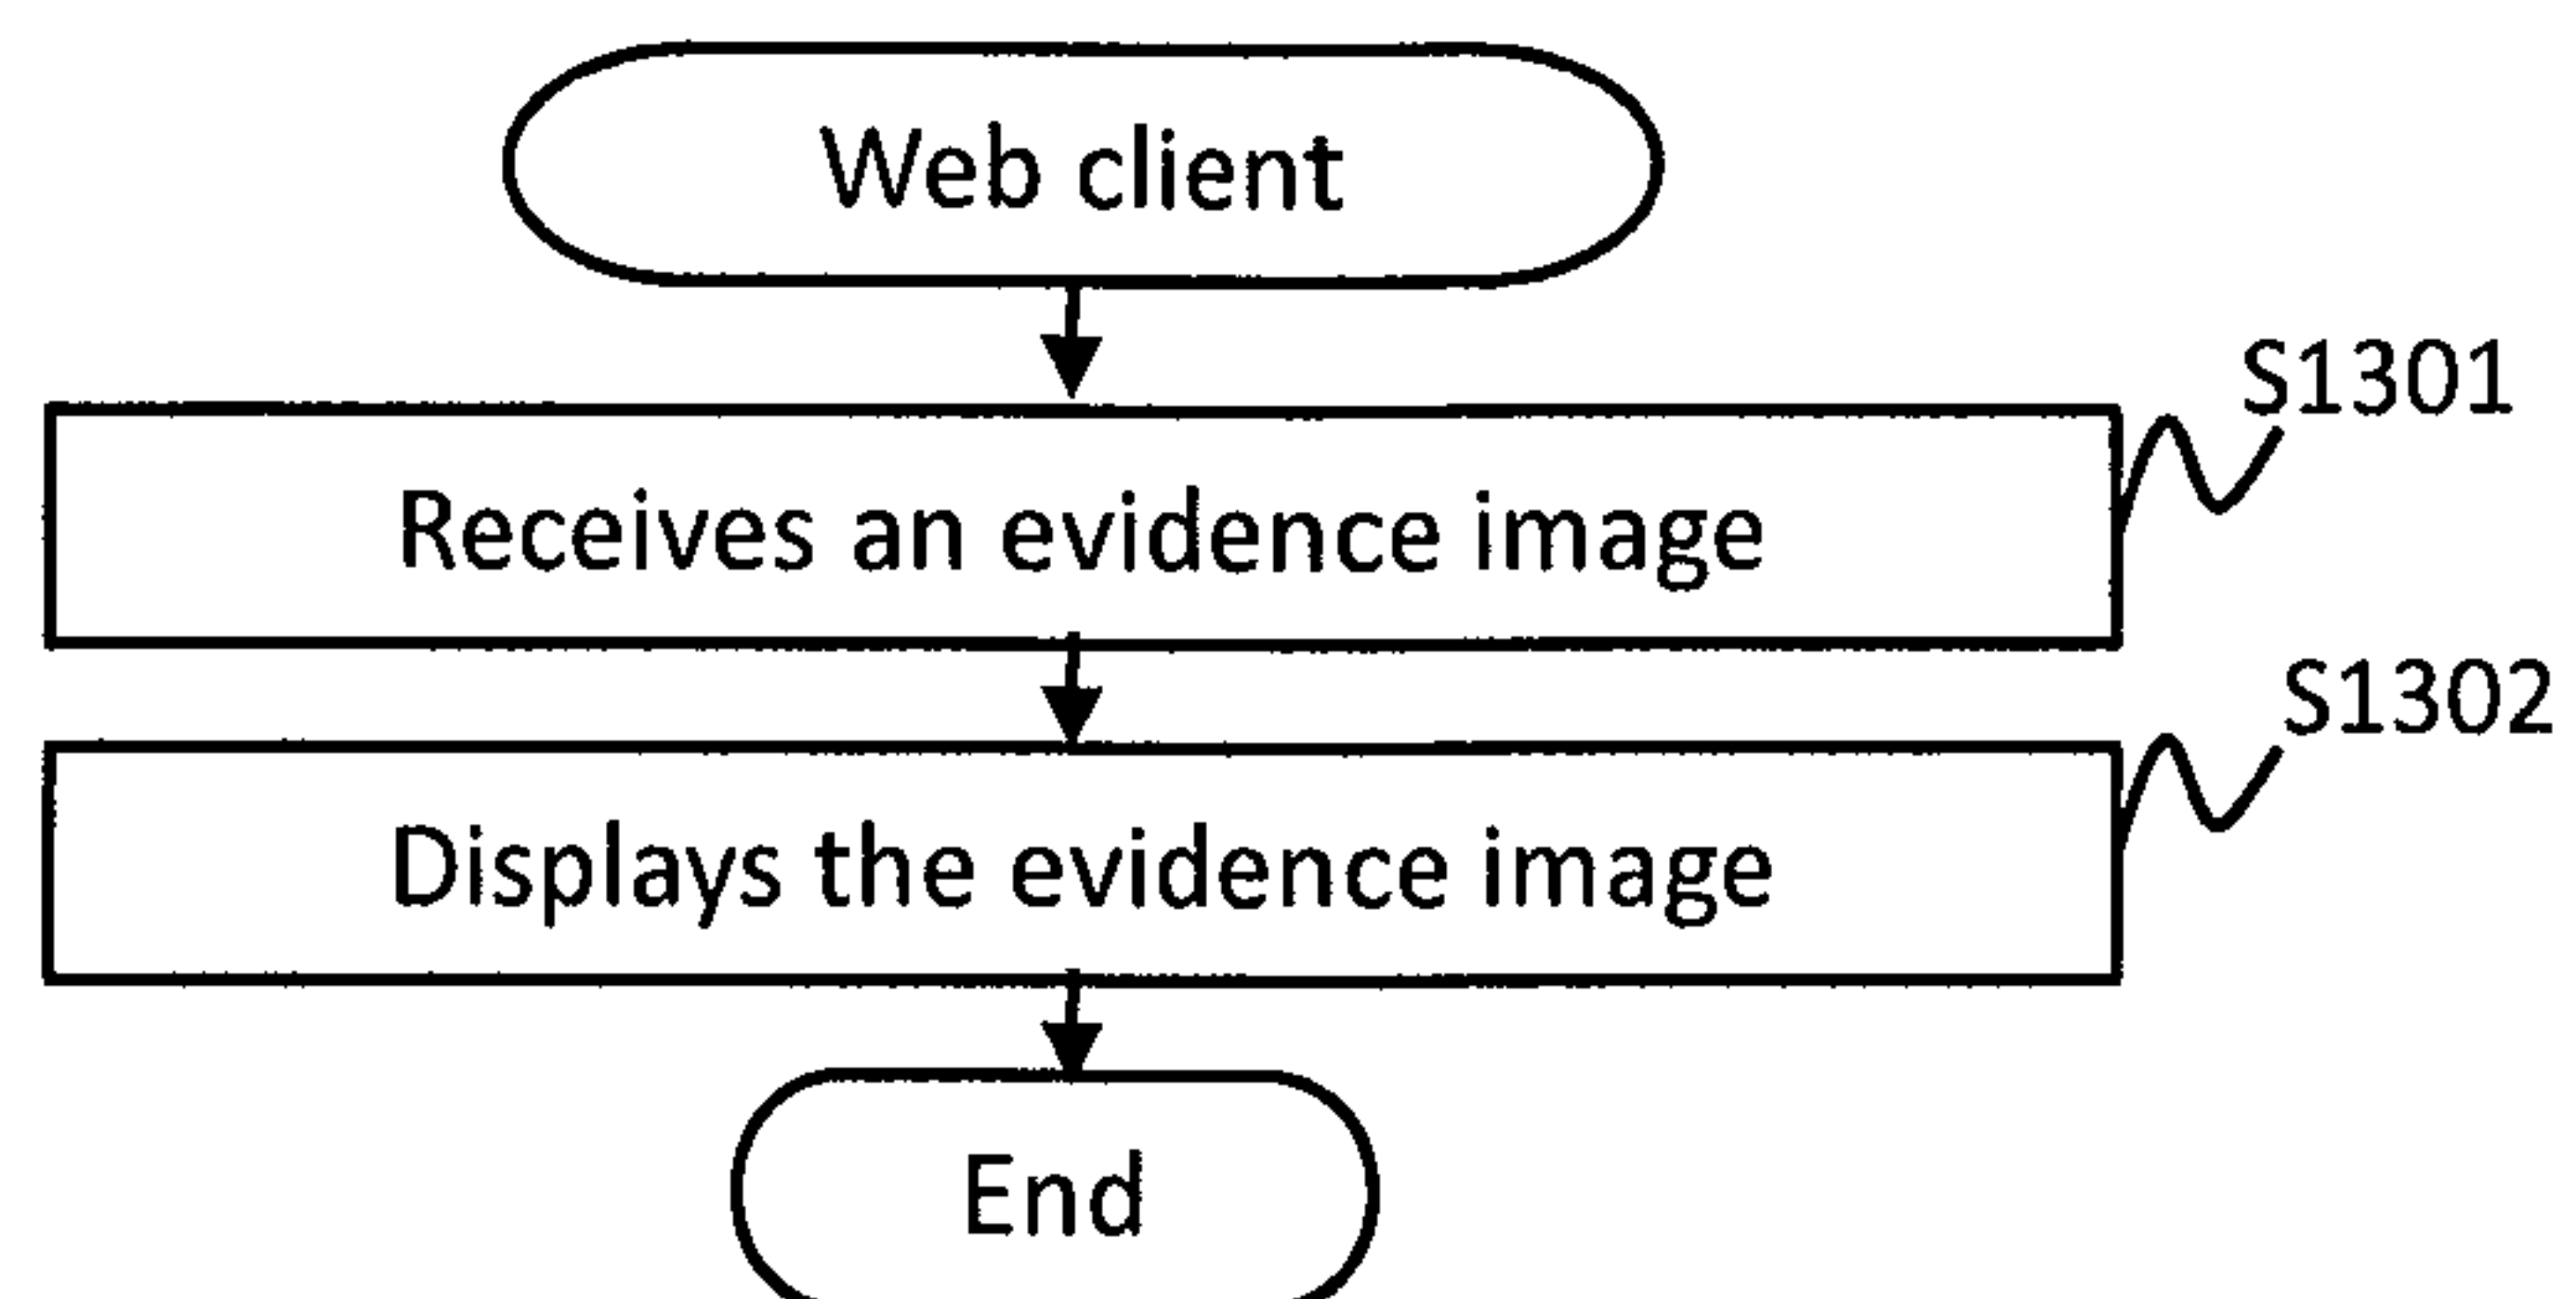 Web client
S1301
Receives an evidence image
S1302
Displays the evidence image
End